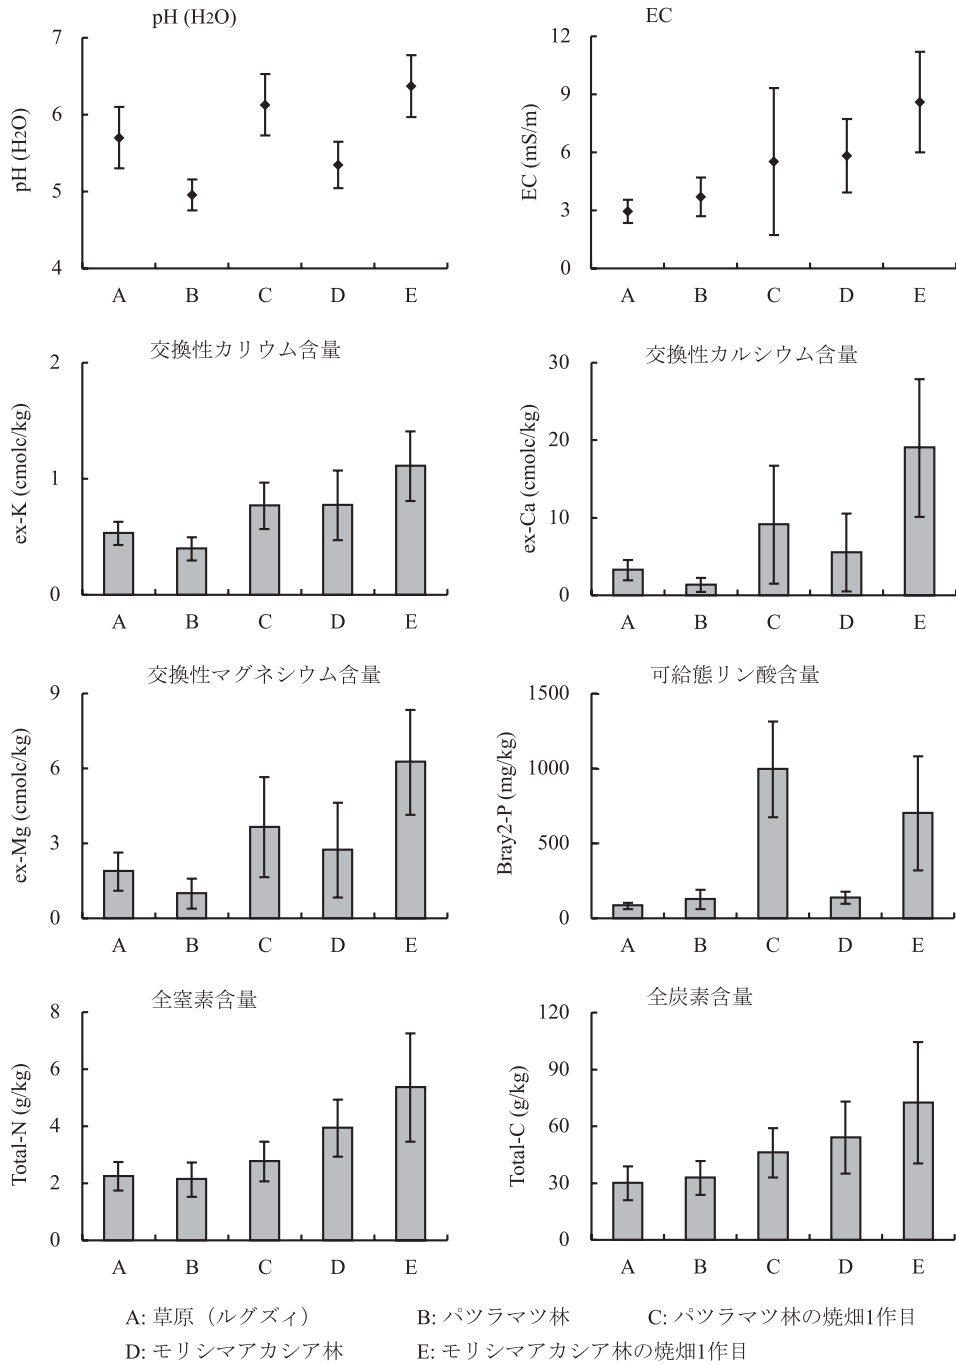 pH (H2O)
7
6
5
4
pH (H2O)
A B C D E
EC
12
9
6
3
0
EC (mS/m)
A B C D E
交換性カリウム含量
2
1
0
ex-K (cmolc/kg)
A B C D E
交換性カルシウム含量
30
20
10
0
ex-Ca (cmolc/kg)
A B C D E
交換性マグネシウム含量
9
6
3
0
ex-Mg (cmolc/kg)
A B C D E
可給態リン酸含量
1500
1000
500
0
Bray2-P (mg/kg)
A B C D E
全窒素含量
8
6
4
2
0
Total-N (g/kg)
A B C D E
全炭素含量
120
90
60
30
0
Total-C (g/kg)
A B C D E
A: 草原（ルグズィ） B: パツラマツ林 C: パツラマツ林の焼畑1作目
D: モリシマアカシア林 E: モリシマアカシア林の焼畑1作目